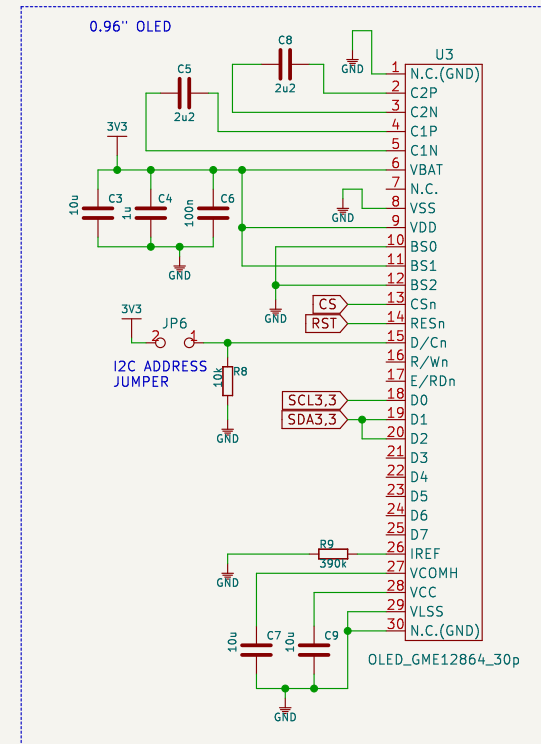 0.96" OLED
U3
C8
2u2
GND
C5
2u2
1 N.C.(GND)
2 C2P
3 C2N
4 C1P
5 C1N
6 VBAT
7 N.C.
8 VSS
9 VDD
10 BS0
11 BS1
12 BS2
13 CSn
14 RESn
15 D/Cn
16 R/Wn
17 E/RDn
18 D0
19 D1
20 D2
21 D3
22 D4
23 D5
24 D6
25 D7
26 IREF
27 VCOMH
28 VCC
29 VLSS
30 N.C.(GND)
OLED_GME12864_30p
3V3
10u
C3
1u
C4
100n
C6
GND
GND
GND
CS
RST
3V3
JP6
2
1
I2C ADDRESS
JUMPER
10k
R8
GND
SCL3,3
SDA3,3
R9
390k
GND
10u
C7
10u
C9
GND